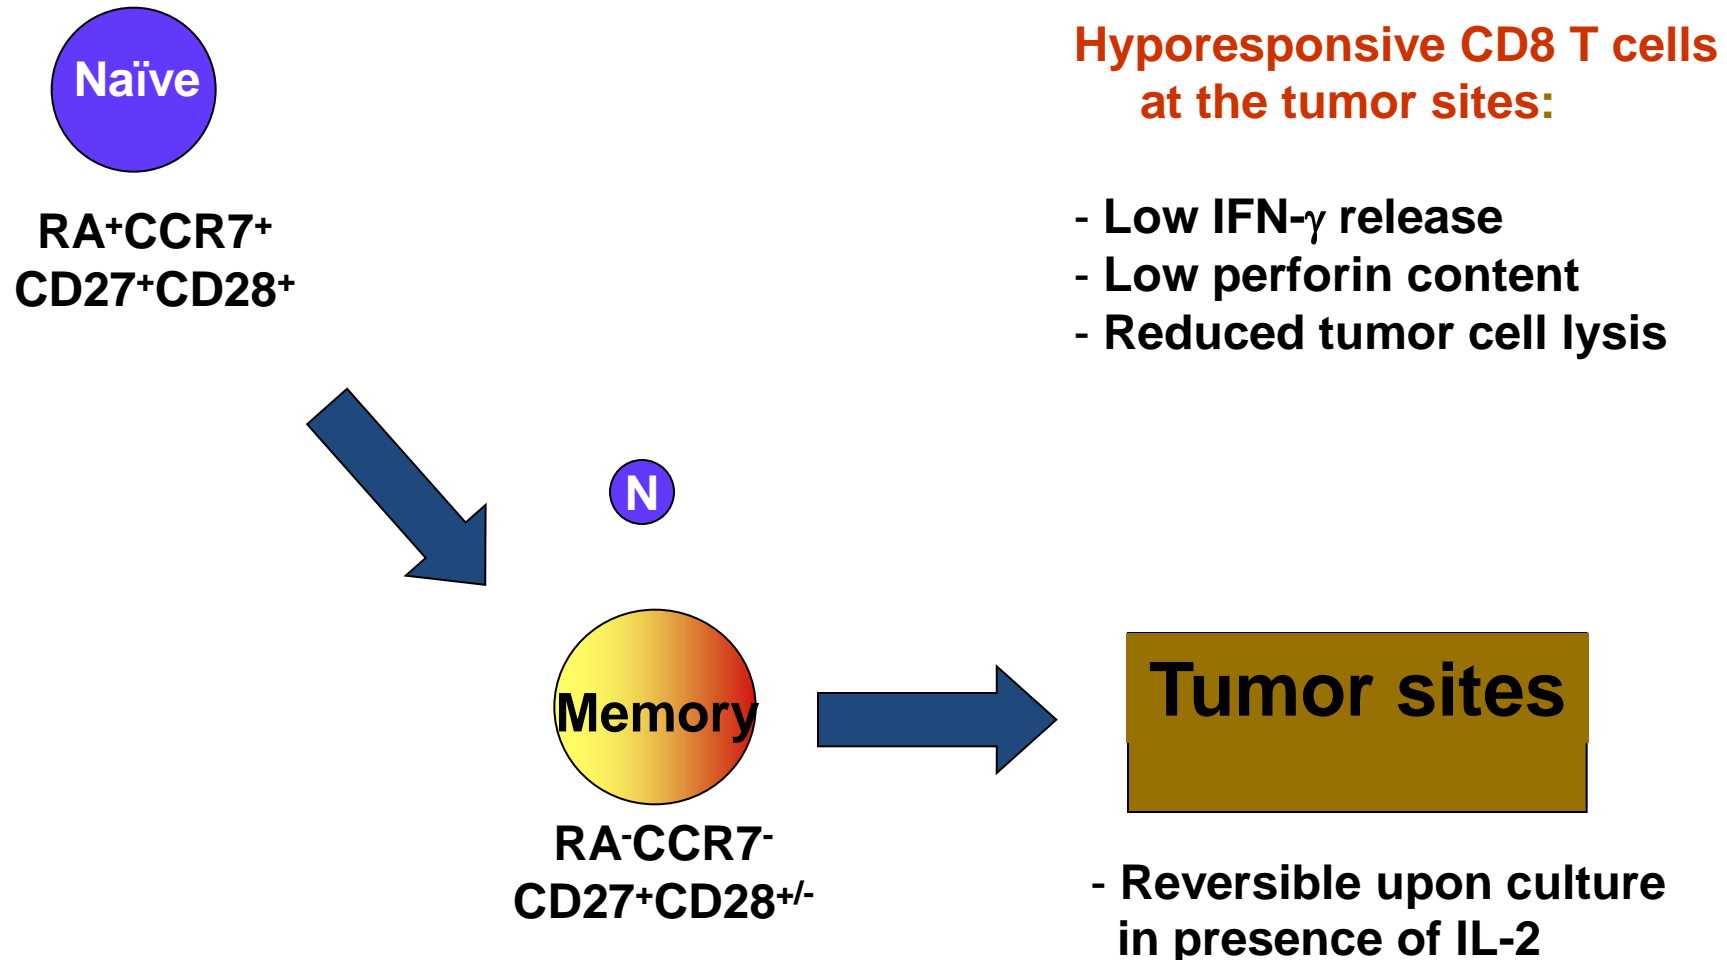 Naïve
RA⁺CCR7⁺
CD27⁺CD28⁺
Hyporesponsive CD8 T cells
at the tumor sites:
- Low IFN-γ release
- Low perforin content
- Reduced tumor cell lysis
N
Memory
RA⁻CCR7⁻
CD27⁺CD28⁺/⁻
Tumor sites
- Reversible upon culture
in presence of IL-2